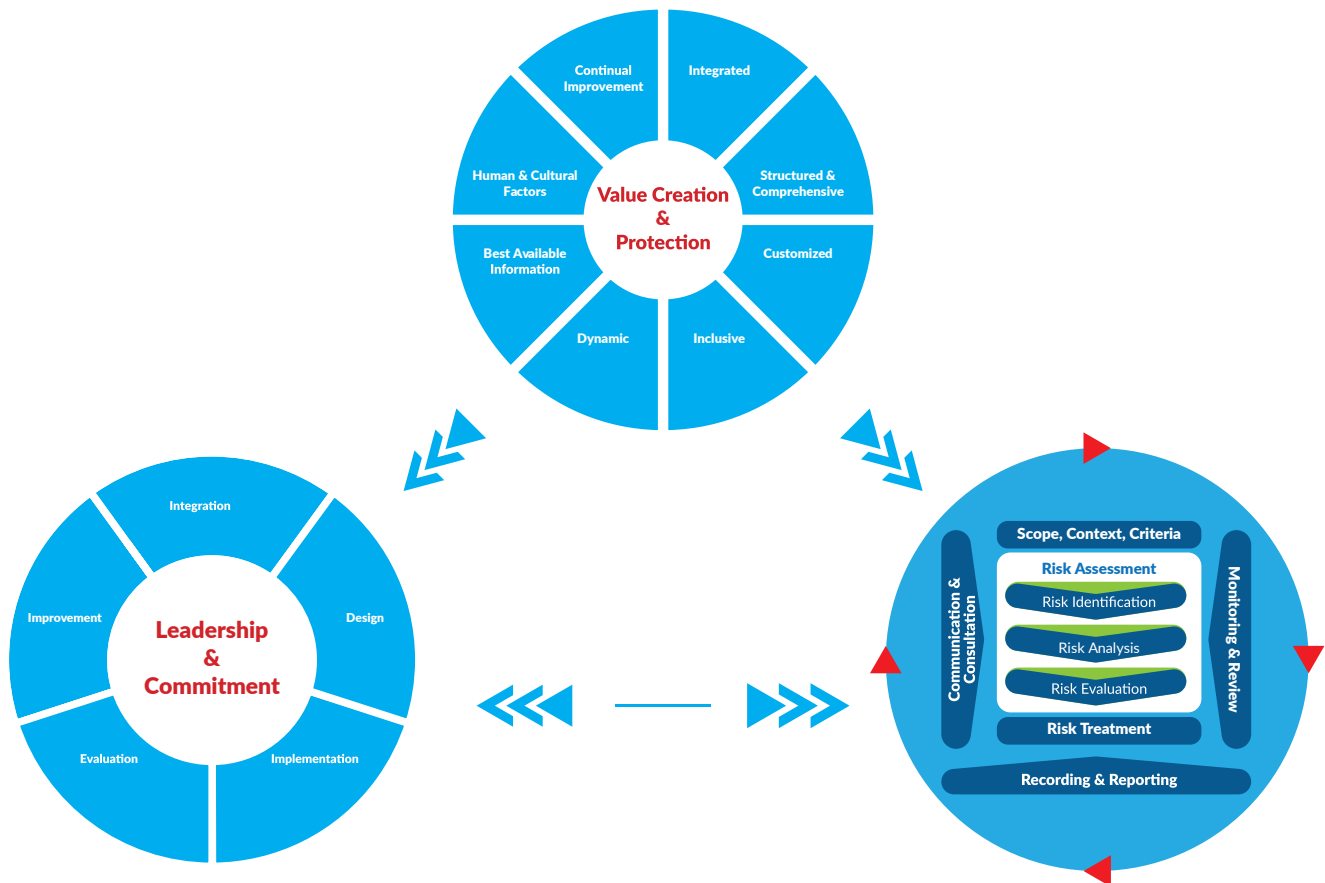 Continual
Improvement
Integrated
Human & Cultural
Factors
Structured &
Comprehensive
Value Creation
&
Protection
Best Available
Information
Customized
Dynamic
Inclusive
Integration
Improvement
Design
Leadership
&
Commitment
Evaluation
Implementation
Scope, Context, Criteria
Risk Assessment
Risk Identification
Risk Analysis
Risk Evaluation
Communication &
Consultation
Monitoring & Review
Risk Treatment
Recording & Reporting